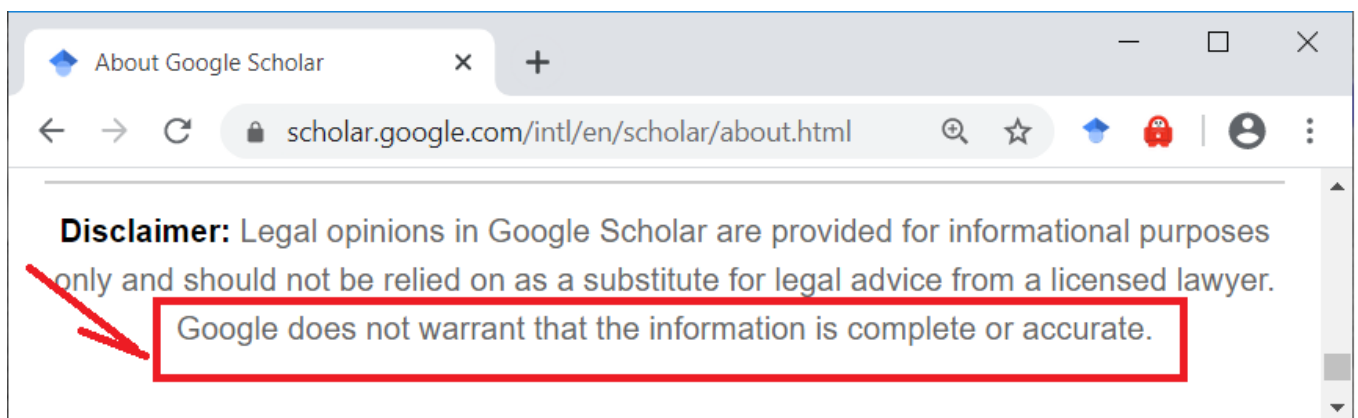 About Google Scholar
scholar.google.com/intl/en/scholar/about.html
Disclaimer: Legal opinions in Google Scholar are provided for informational purposes
only and should not be relied on as a substitute for legal advice from a licensed lawyer.
Google does not warrant that the information is complete or accurate.